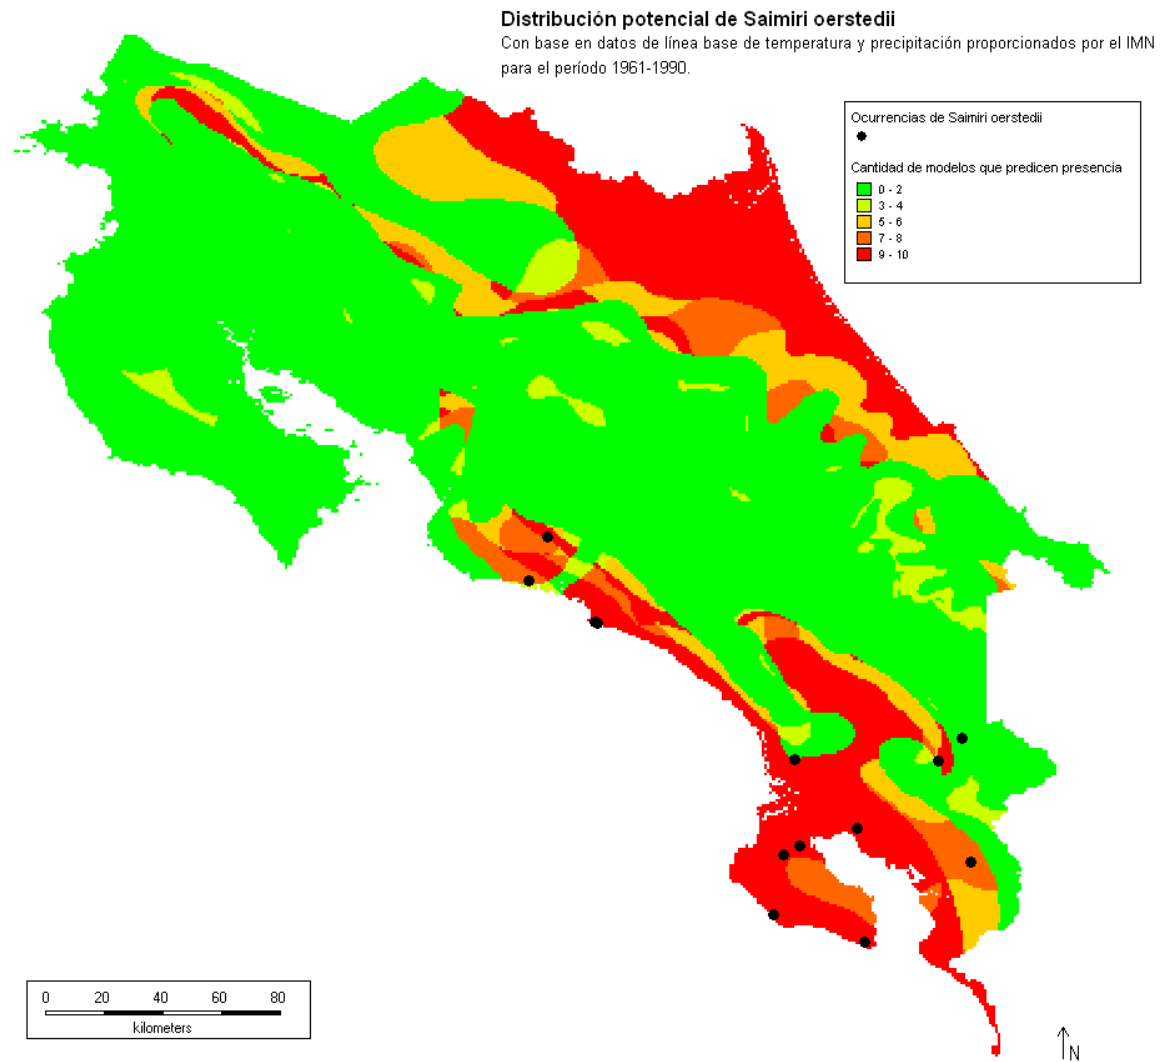 Distribución potencial de Saimiri oerstedii
Con base en datos de línea base de temperatura y precipitación proporcionados por el IMN
para el período 1961-1990.
Ocurrencias de Saimiri oerstedii
Cantidad de modelos que predicen presencia
0 - 2
3 - 4
5 - 6
7 - 8
9 - 10
0 20 40 60 80
kilometers
N